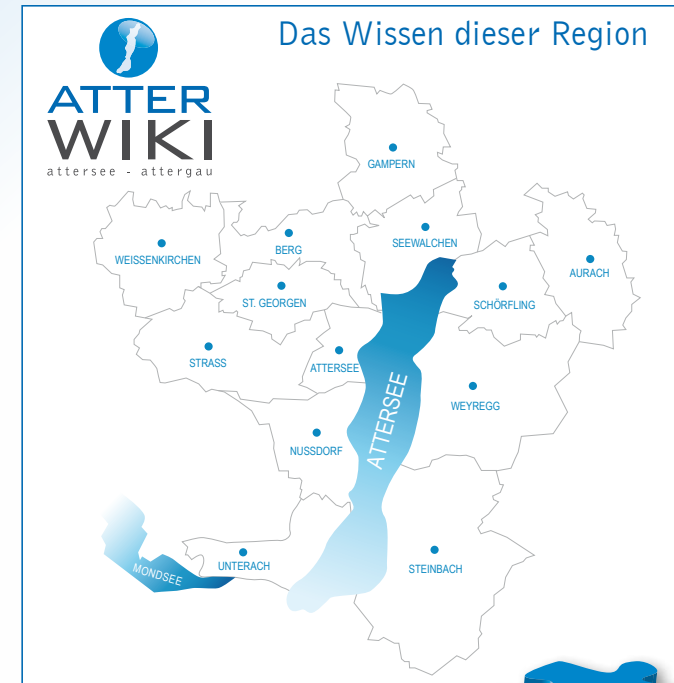 Das Wissen dieser Region
ATTER
WIKI
attersee - attergau
GAMPERN
SEEWALCHEN
BERG
WEISSENKIRCHEN
AURACH
ST. GEORGEN
SCHÖRFLING
STRASS
ATTERSEE
ATTERSEE
WEYREGG
NUSSDORF
UNTERACH
MONDSEE
STEINBACH